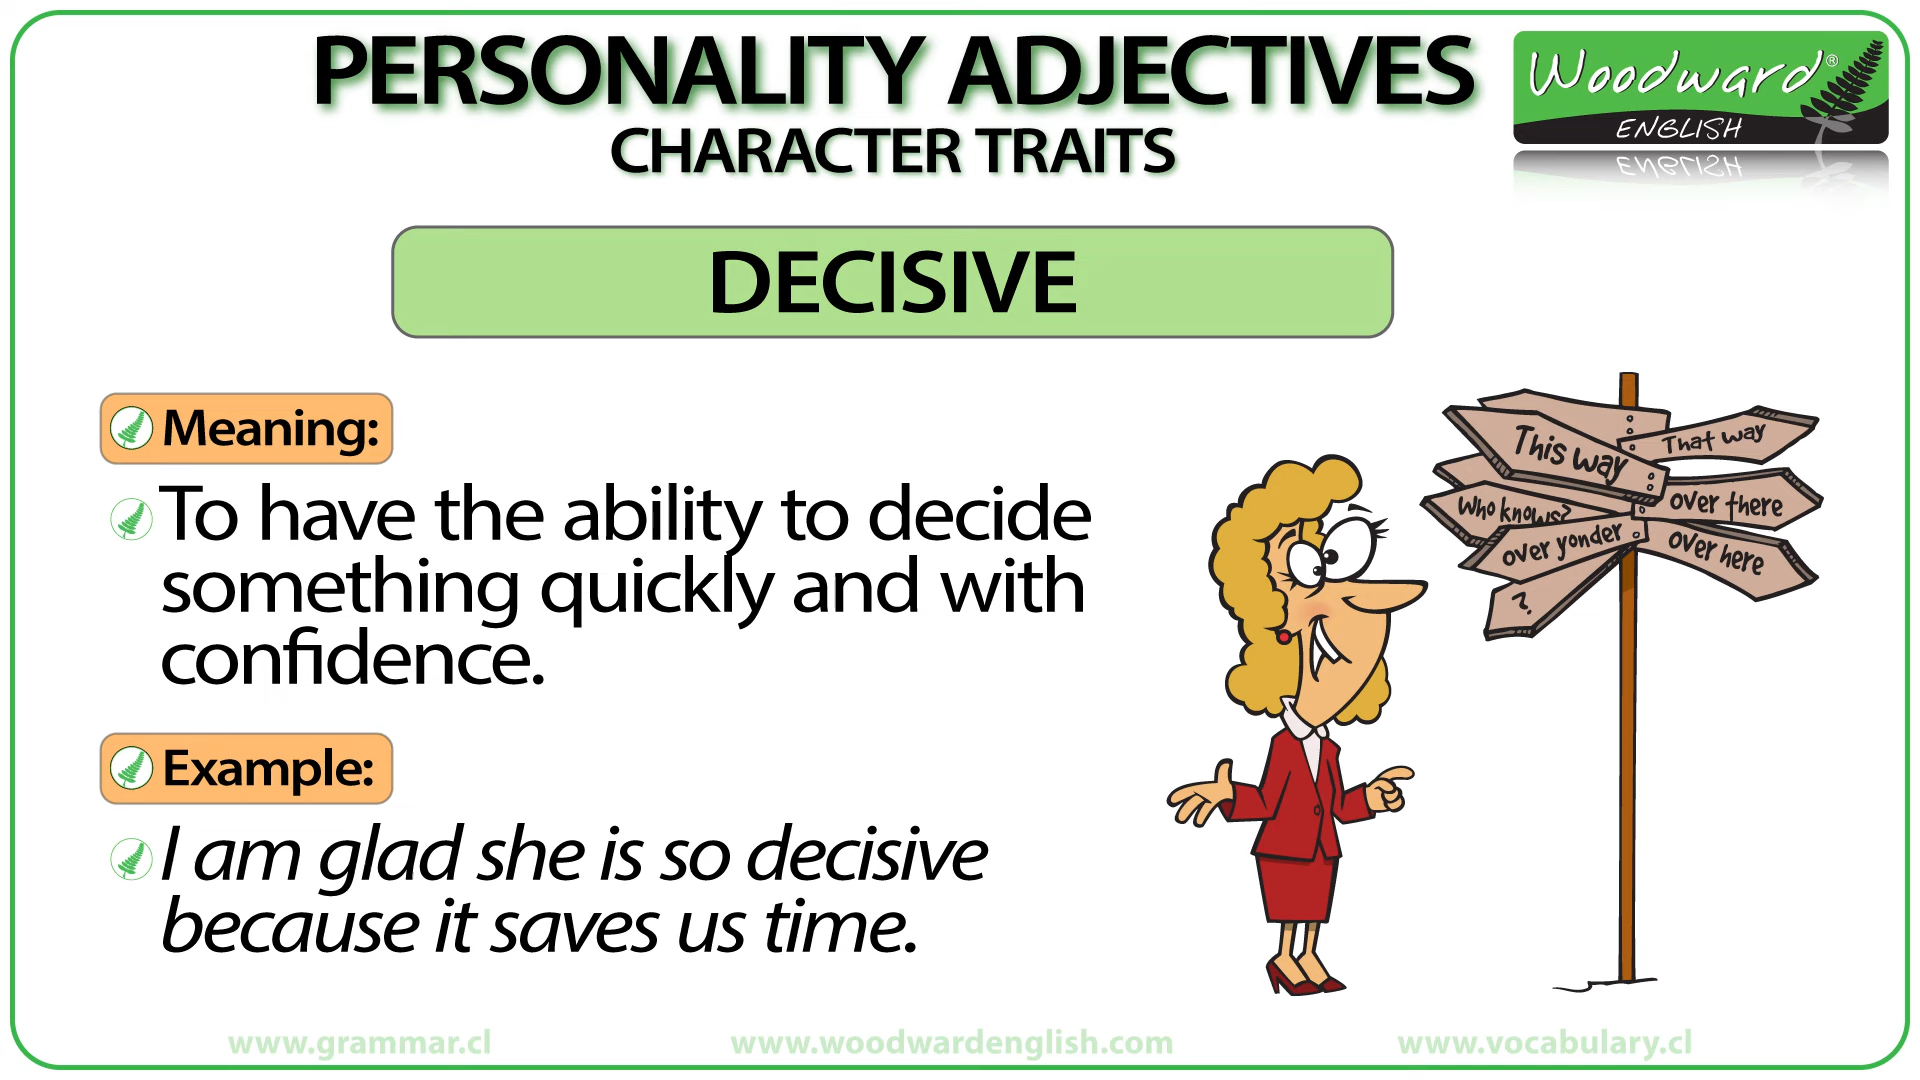 PERSONALITY ADJECTIVES
CHARACTER TRAITS
Woodward®
ENGLISH
DECISIVE
Meaning:
To have the ability to decide
something quickly and with
confidence.
Example:
I am glad she is so decisive
because it saves us time.
This way
That way
Who knows?
over there
over yonder
over here
?
www.grammar.cl
www.woodwardenglish.com
www.vocabulary.cl